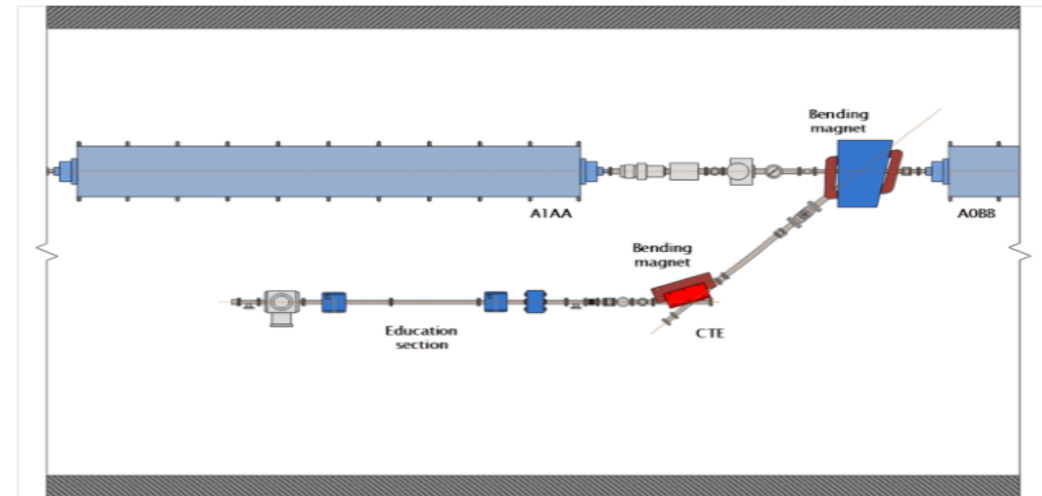 Bending
magnet
A1AA
A0BB
Bending
magnet
Education
section
CTE